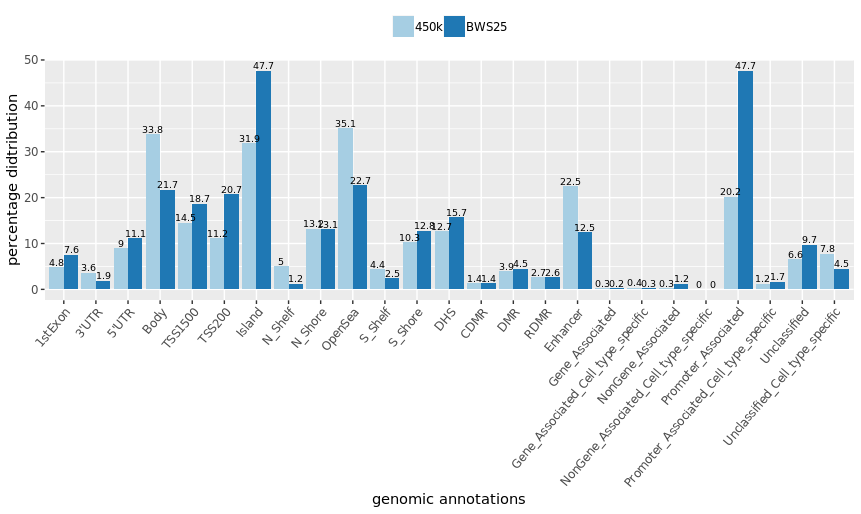 450k BWS25
percentage didtribution
50
40
30
20
10
0
4.8 7.6
3.6 1.9
9 11.1
33.8 21.7
14.5 18.7
11.2 20.7
31.9 47.7
5 1.2
13.2 13.1
35.1 22.7
4.4 2.5
10.3 12.8
12.7 15.7
1.4 1.4
3.9 4.5
2.7 2.6
22.5 12.5
0.3 0.2
0.4 0.3
0.3 1.2
0 0
20.2 47.7
1.2 1.7
6.6 9.7
7.8 4.5
1stExon
3'UTR
5'UTR
Body
TSS1500
TSS200
Island
N_Shelf
N_Shore
OpenSea
S_Shelf
S_Shore
DHS
CDMR
DMR
RDMR
Enhancer
Gene_Associated
Gene_Associated_Cell_type_specific
NonGene_Associated
NonGene_Associated_Cell_type_specific
Promoter_Associated
Promoter_Associated_Cell_type_specific
Unclassified
Unclassified_Cell_type_specific
genomic annotations